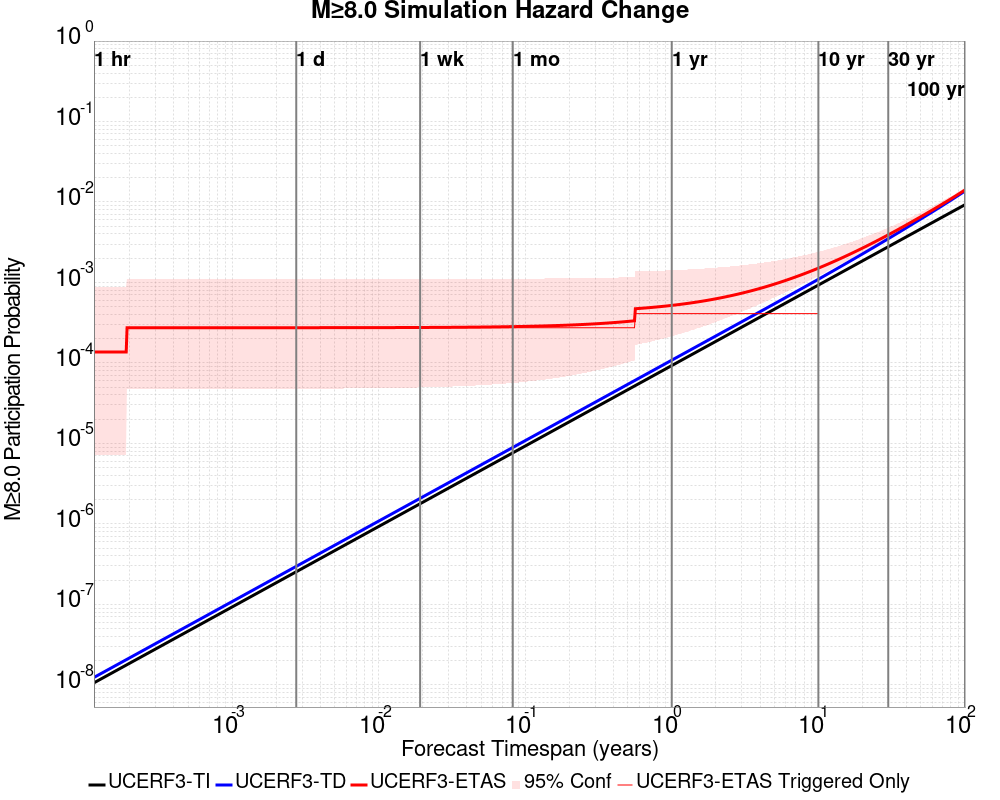 M≥8.0 Simulation Hazard Change
10^0
10^-1
10^-2
10^-3
10^-4
10^-5
10^-6
10^-7
10^-8
M≥8.0 Participation Probability
1 hr 1 d 1 wk 1 mo 1 yr 10 yr 30 yr
100 yr
10^-3 10^-2 10^-1 10^0 10^1 10^2
Forecast Timespan (years)
UCERF3-TI UCERF3-TD UCERF3-ETAS 95% Conf UCERF3-ETAS Triggered Only